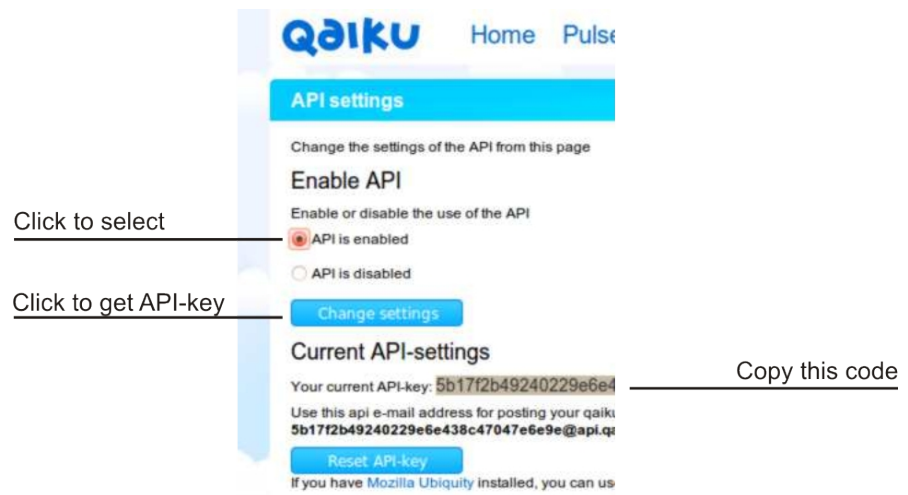 Qaiku Home Pulse
API settings
Change the settings of the API from this page
Enable API
Enable or disable the use of the API
Click to select
API is enabled
API is disabled
Click to get API-key
Change settings
Current API-settings
Your current API-key: 5b17f2b49240229e6e4
Copy this code
Use this api e-mail address for posting your qaiku
5b17f2b49240229e6e438c47047e6e9e@api.qa
Reset API-key
If you have Mozilla Ubiquity installed, you can us